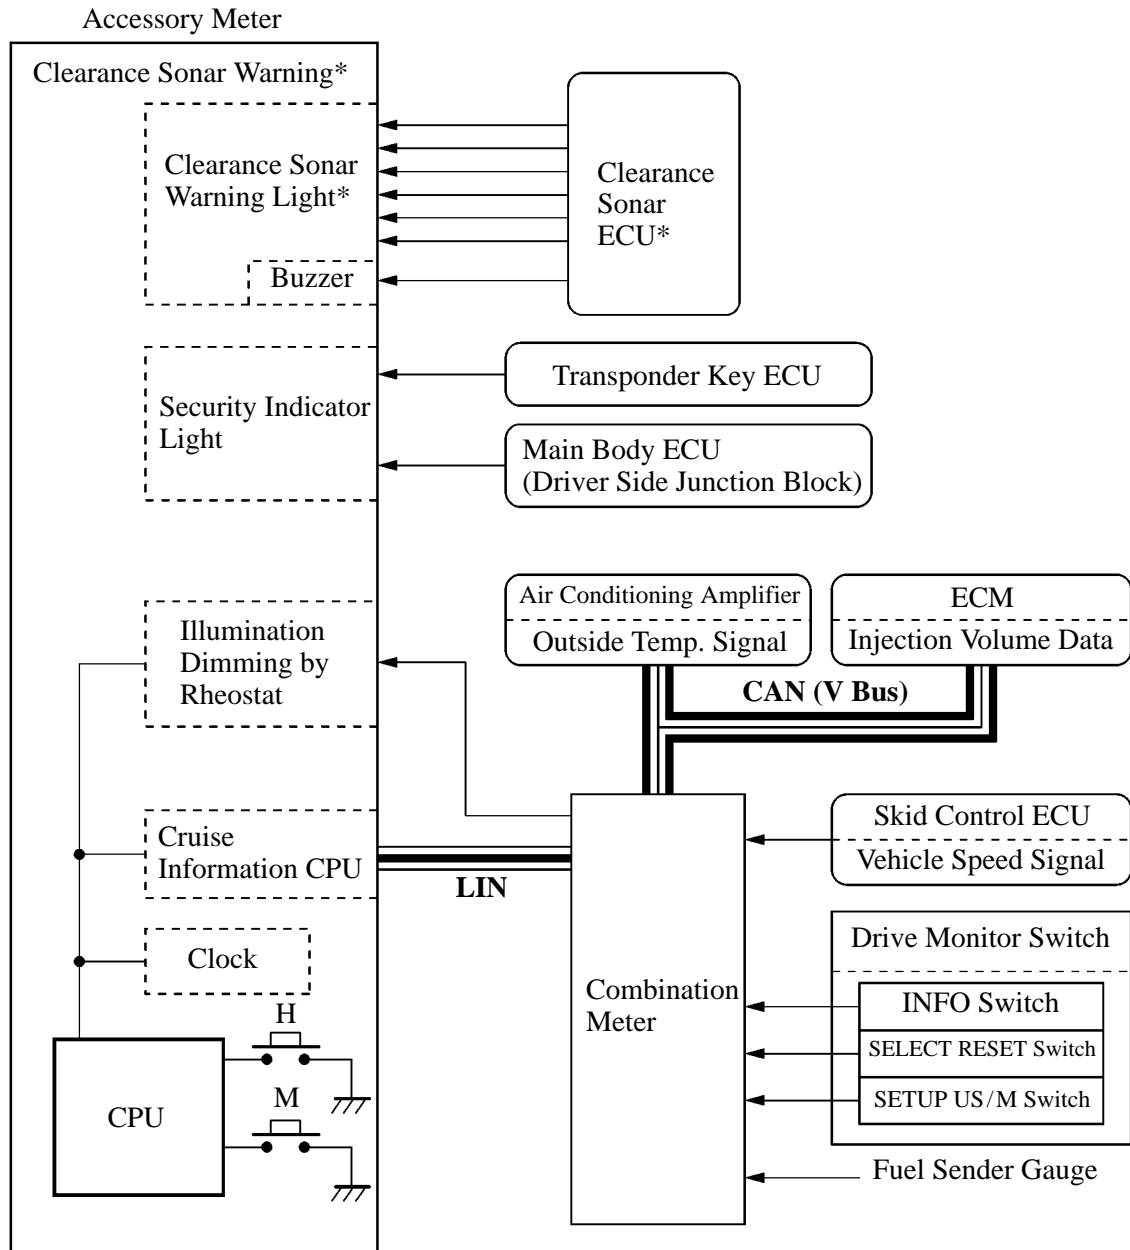 Accessory Meter
Clearance Sonar Warning*
Clearance Sonar
Warning Light*
Buzzer
Clearance
Sonar
ECU*
Security Indicator
Light
Transponder Key ECU
Main Body ECU
(Driver Side Junction Block)
Illumination
Dimming by
Rheostat
Air Conditioning Amplifier
Outside Temp. Signal
ECM
Injection Volume Data
CAN (V Bus)
Cruise
Information CPU
LIN
Clock
H
M
CPU
Combination
Meter
Skid Control ECU
Vehicle Speed Signal
Drive Monitor Switch
INFO Switch
SELECT RESET Switch
SETUP US/M Switch
Fuel Sender Gauge